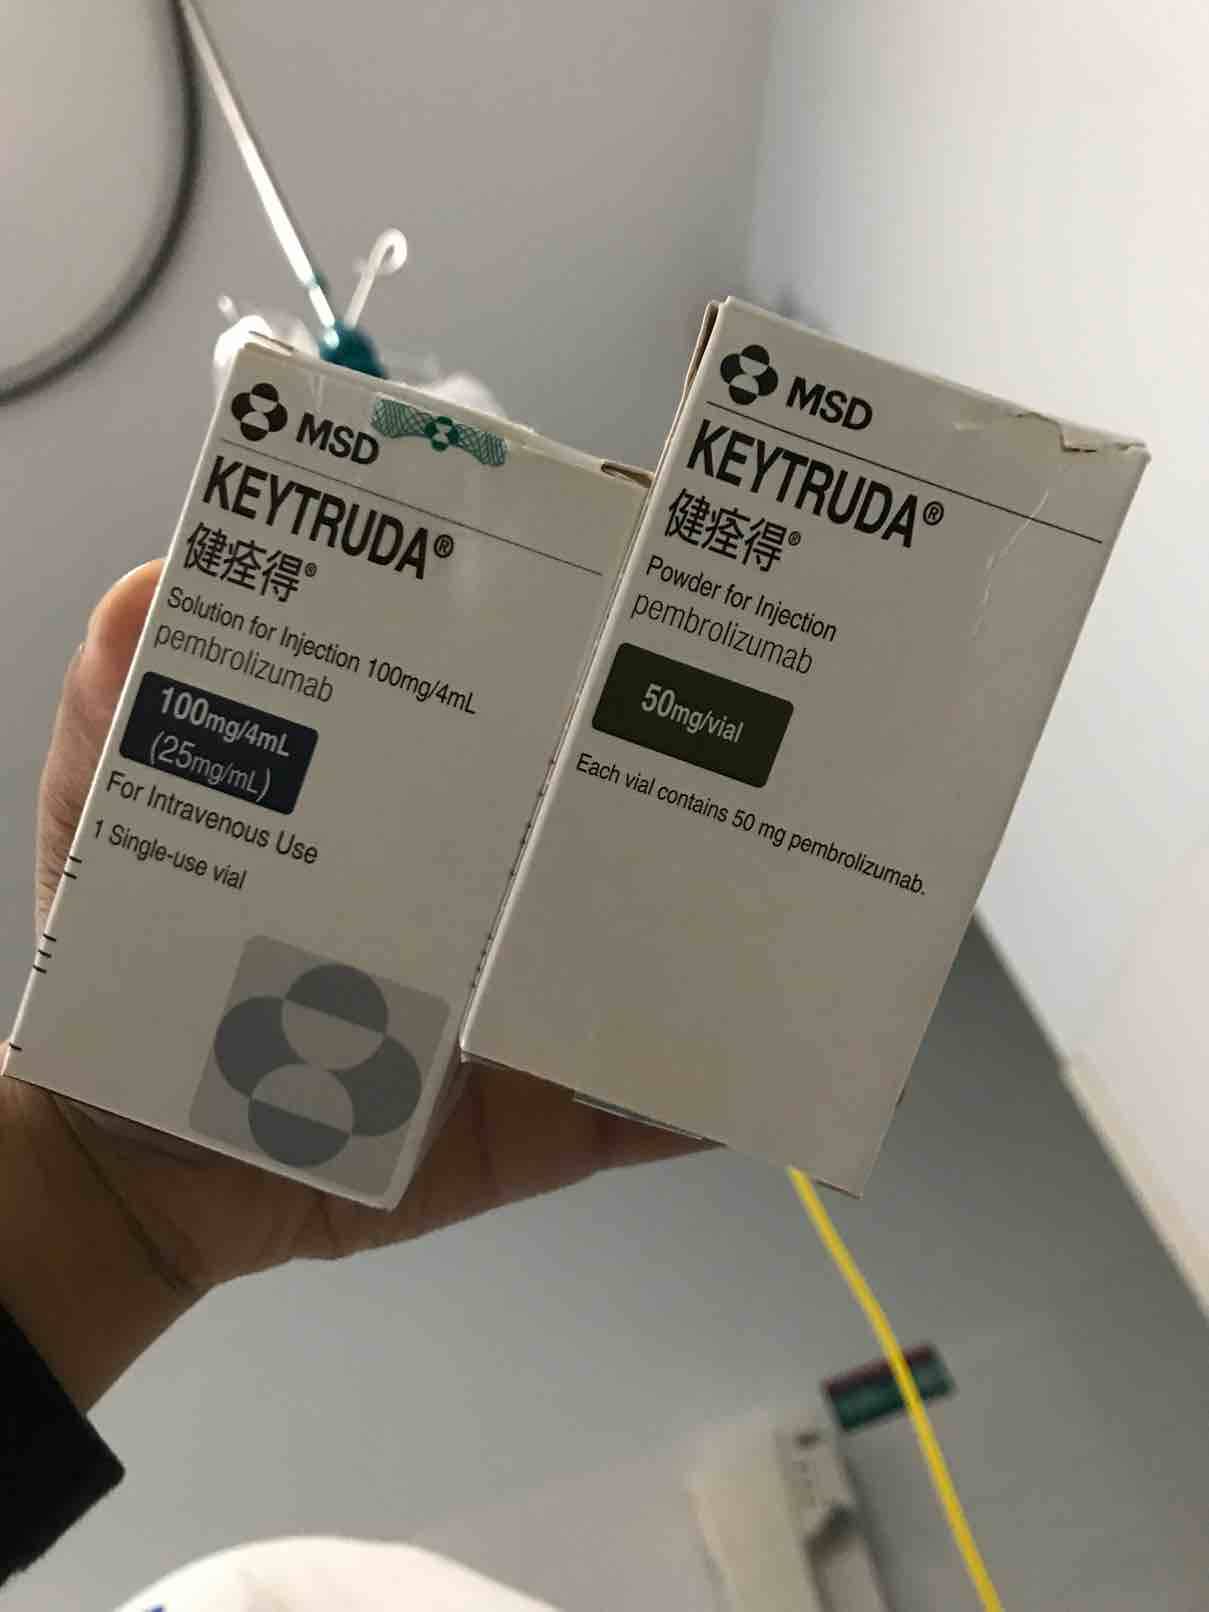 MSD
KEYTRUDA®
健痊得®
Solution for Injection 100mg/4mL
pembrolizumab
100mg/4mL
(25mg/mL)
For Intravenous Use
1 Single-use vial
MSD
KEYTRUDA®
健痊得®
Powder for Injection
pembrolizumab
50mg/vial
Each vial contains 50 mg pembrolizumab.